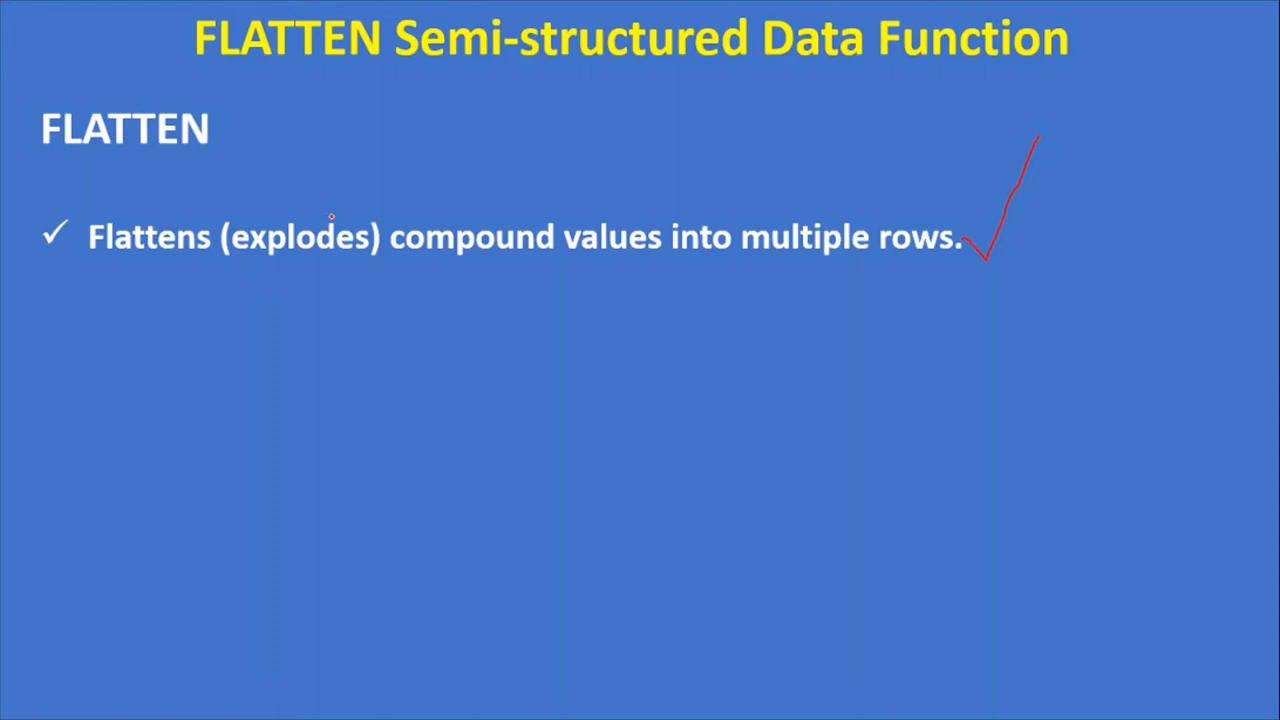 FLATTEN Semi-structured Data Function
FLATTEN
✓ Flattens (explodes) compound values into multiple rows.